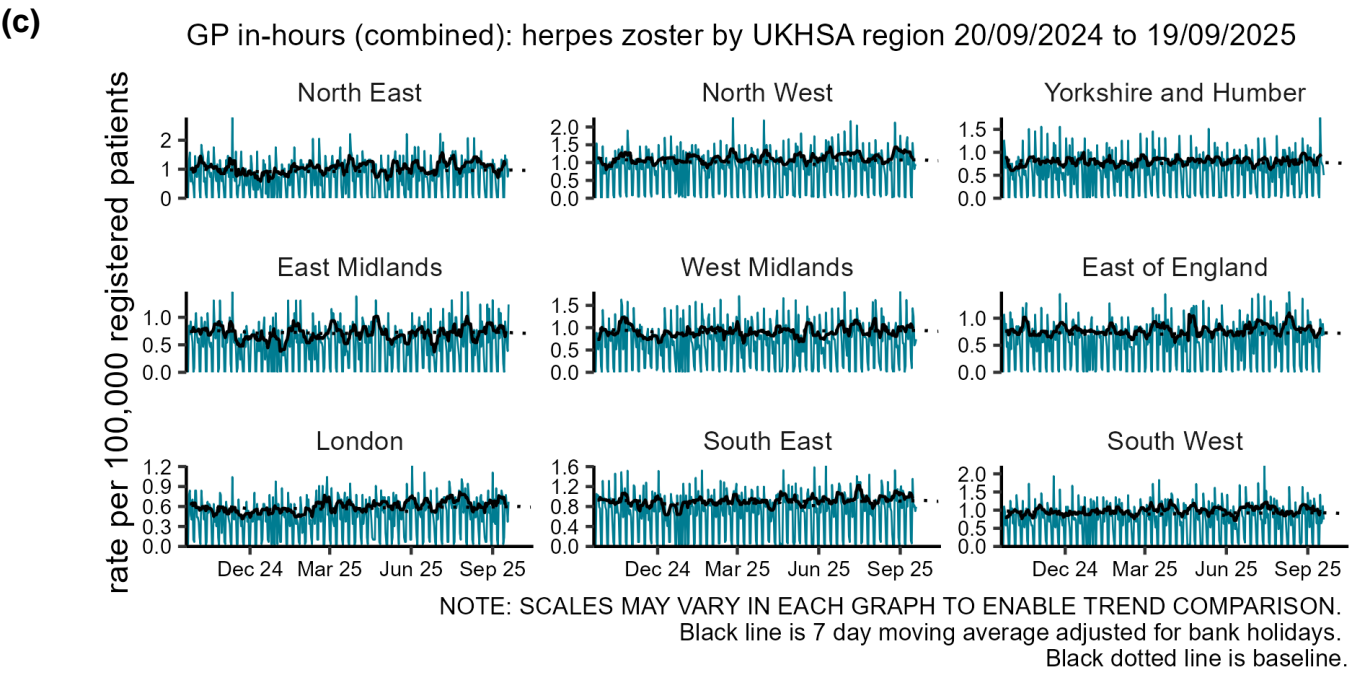 (c)
GP in-hours (combined): herpes zoster by UKHSA region 20/09/2024 to 19/09/2025
rate per 100,000 registered patients
North East
2
1
0
North West
2.0
1.5
1.0
0.5
0.0
Yorkshire and Humber
1.5
1.0
0.5
0.0
East Midlands
1.0
0.5
0.0
West Midlands
1.5
1.0
0.5
0.0
East of England
1.0
0.5
0.0
London
1.2
0.9
0.6
0.3
0.0
Dec 24 Mar 25 Jun 25 Sep 25
South East
1.6
1.2
0.8
0.4
0.0
Dec 24 Mar 25 Jun 25 Sep 25
South West
2.0
1.5
1.0
0.5
0.0
Dec 24 Mar 25 Jun 25 Sep 25
NOTE: SCALES MAY VARY IN EACH GRAPH TO ENABLE TREND COMPARISON.
Black line is 7 day moving average adjusted for bank holidays.
Black dotted line is baseline.